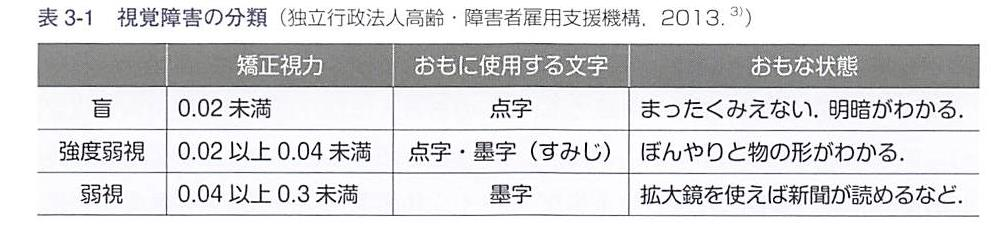 表 3-1 視覚障害の分類(独立行政法人高齢・障害者雇用支援機構. 2013. 3))
矯正視力 おもに使用する文字 おもな状態
盲 0.02 未満 点字 まったくみえない. 明暗がわかる.
強度弱視 0.02 以上 0.04 未満 点字・墨字(すみじ) ぼんやりと物の形がわかる.
弱視 0.04 以上 0.3 未満 墨字 拡大鏡を使えば新聞が読めるなど.